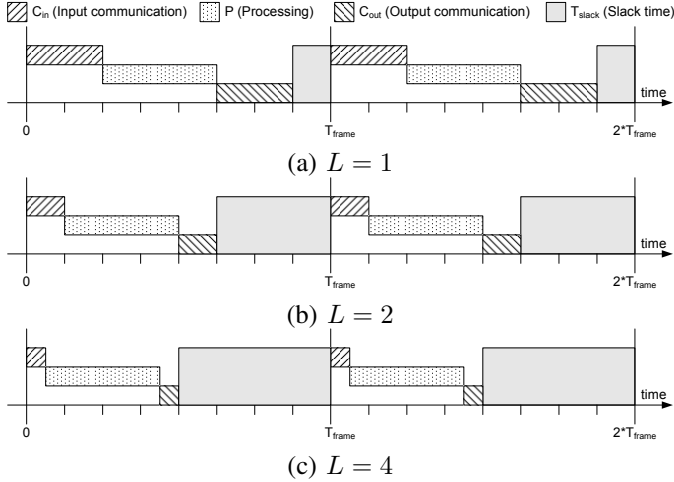 C_in (Input communication) P (Processing) C_out (Output communication) T_slack (Slack time)
time
0 T_frame 2*T_frame
(a) L = 1
time
0 T_frame 2*T_frame
(b) L = 2
time
0 T_frame 2*T_frame
(c) L = 4